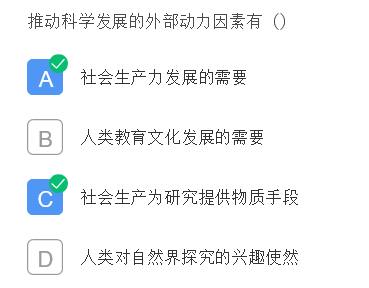 推动科学发展的外部动力因素有（）
A 社会生产力发展的需要
B 人类教育文化发展的需要
C 社会生产为研究提供物质手段
D 人类对自然界探究的兴趣使然